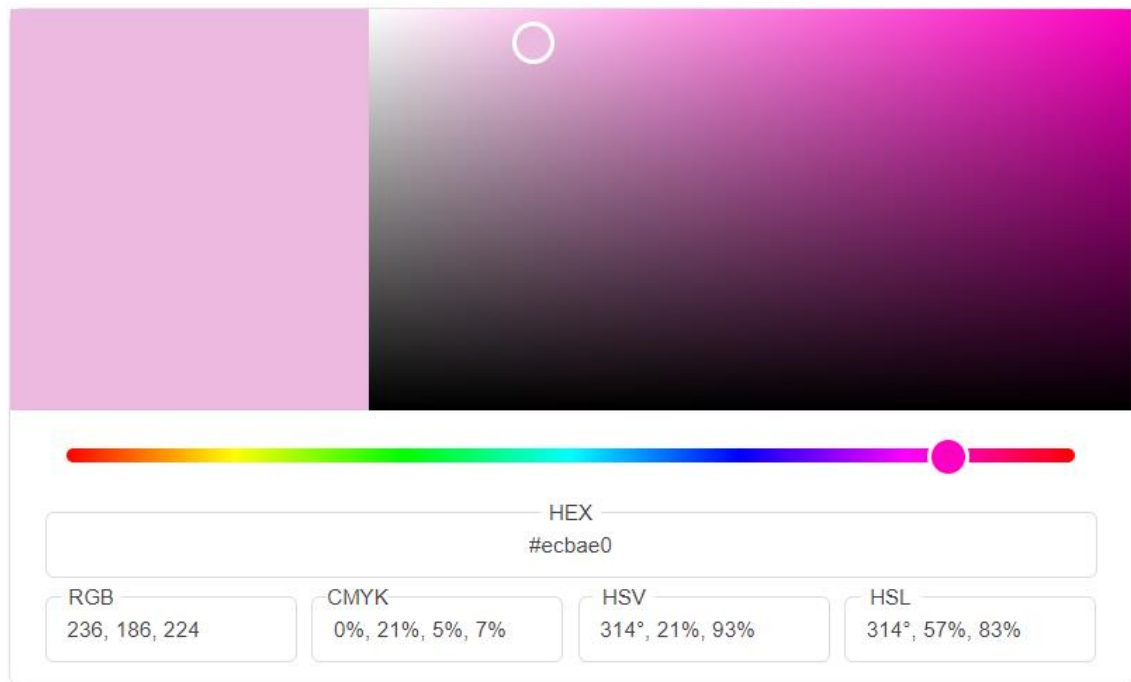 HEX
#ecbae0
RGB
236, 186, 224
CMYK
0%, 21%, 5%, 7%
HSV
314°, 21%, 93%
HSL
314°, 57%, 83%